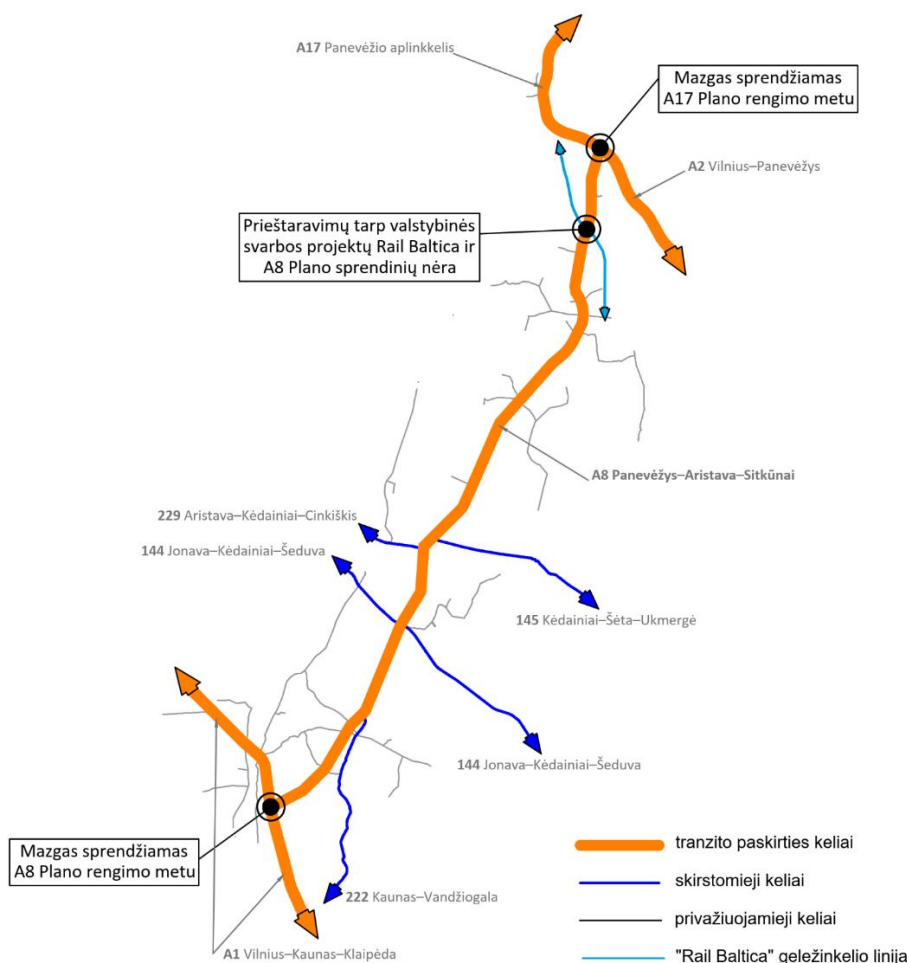 A17 Panevėžio aplinkkelis
Mazgas sprendžiamas
A17 Plano rengimo metu
A2 Vilnius–Panevėžys
Prieštaravimų tarp valstybinės
svarbos projektų Rail Baltica ir
A8 Plano sprendinių nėra
A8 Panevėžys–Aristava–Sitkūnai
229 Aristava–Kėdainiai–Cinkiškis
144 Jonava–Kėdainiai–Šeduva
145 Kėdainiai–Šėta–Ukmergė
144 Jonava–Kėdainiai–Šeduva
Mazgas sprendžiamas
A8 Plano rengimo metu
222 Kaunas–Vandžiogala
A1 Vilnius–Kaunas–Klaipėda
tranzito paskirties keliai
skirstomieji keliai
privažiuojamieji keliai
"Rail Baltica" geležinkelio linija